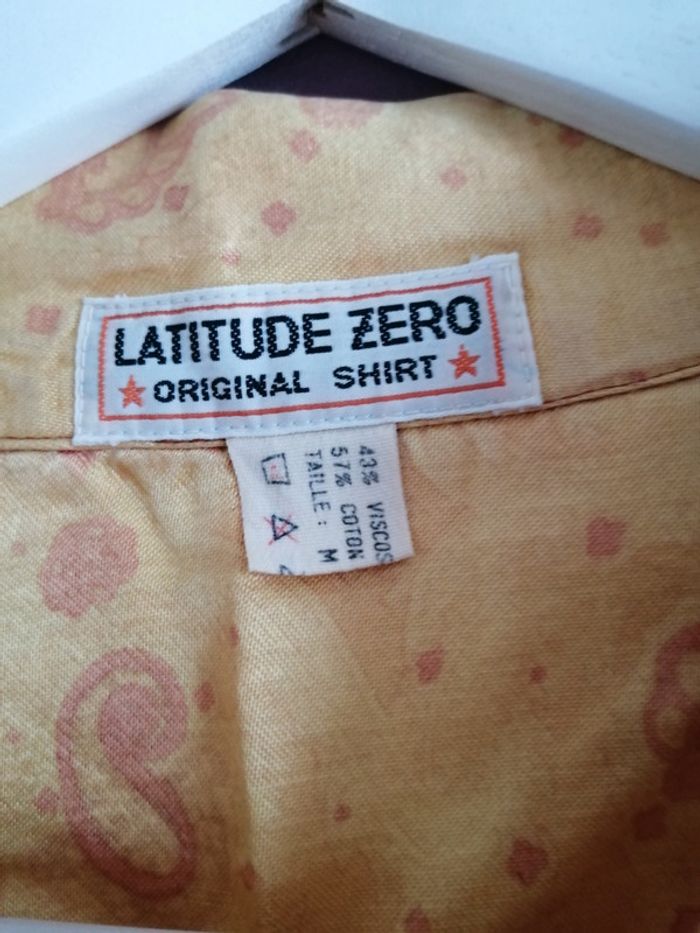 LATITUDE ZERO
ORIGINAL SHIRT
43% VISCOS
57% COTON
TAILLE: M